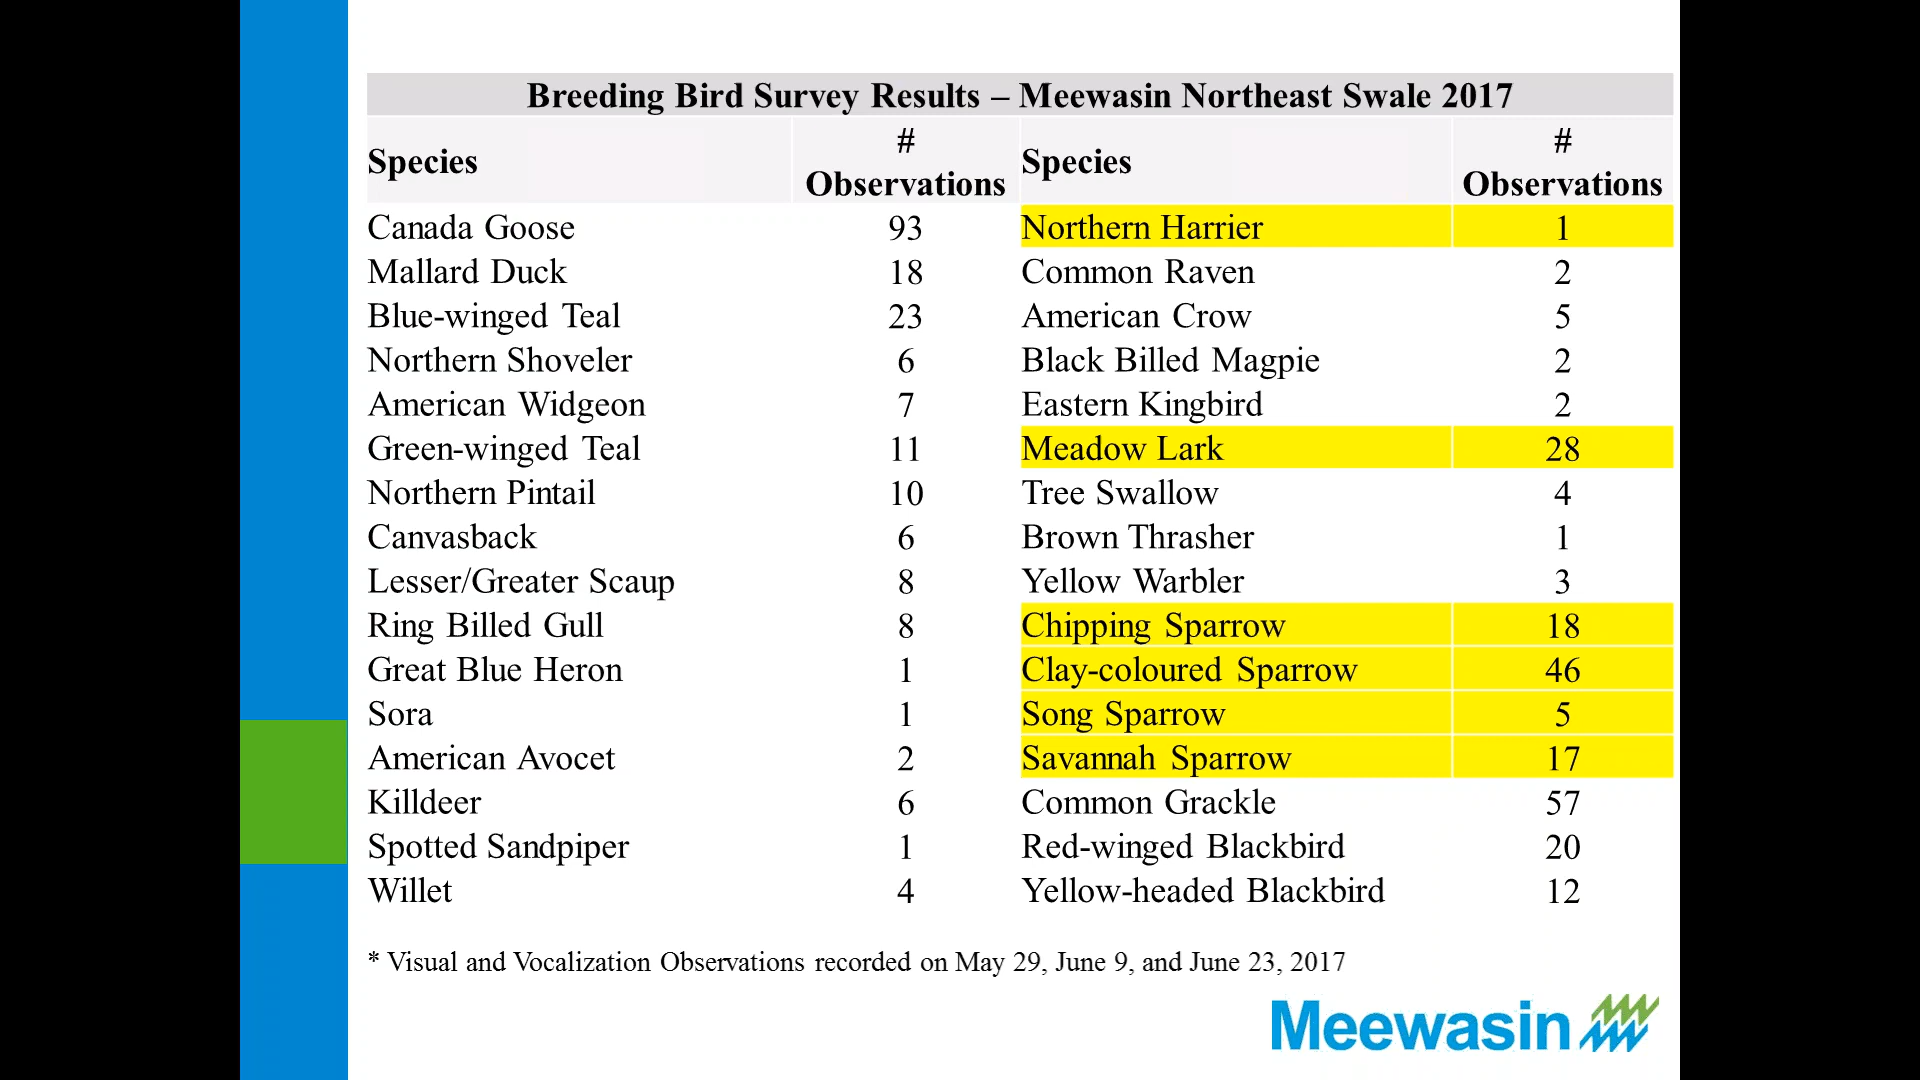 Breeding Bird Survey Results – Meewasin Northeast Swale 2017
Species # Observations Species # Observations
Canada Goose 93 Northern Harrier 1
Mallard Duck 18 Common Raven 2
Blue-winged Teal 23 American Crow 5
Northern Shoveler 6 Black Billed Magpie 2
American Widgeon 7 Eastern Kingbird 2
Green-winged Teal 11 Meadow Lark 28
Northern Pintail 10 Tree Swallow 4
Canvasback 6 Brown Thrasher 1
Lesser/Greater Scaup 8 Yellow Warbler 3
Ring Billed Gull 8 Chipping Sparrow 18
Great Blue Heron 1 Clay-coloured Sparrow 46
Sora 1 Song Sparrow 5
American Avocet 2 Savannah Sparrow 17
Killdeer 6 Common Grackle 57
Spotted Sandpiper 1 Red-winged Blackbird 20
Willet 4 Yellow-headed Blackbird 12
* Visual and Vocalization Observations recorded on May 29, June 9, and June 23, 2017
Meewasin